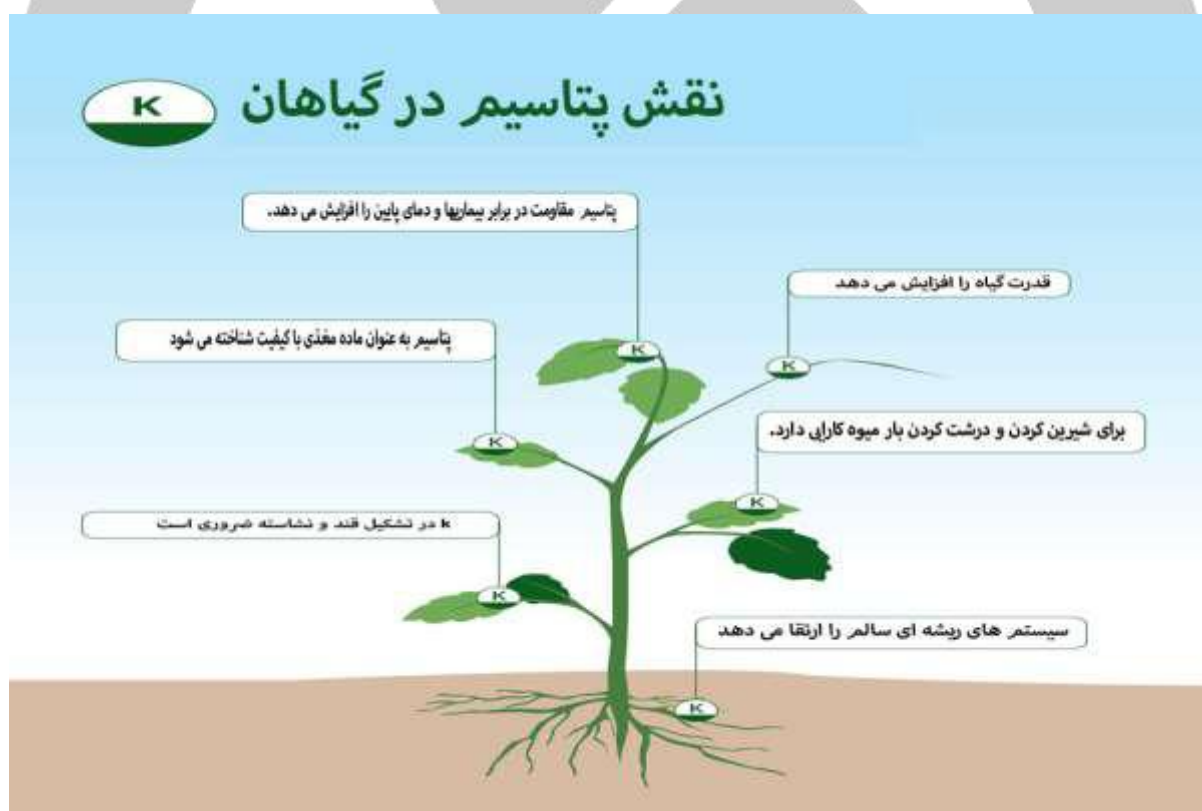 نقش پتاسیم در گیاهان
K
پتاسیم مقاومت در برابر بیماریها و دمای پایین را افزایش می دهد.
قدرت گیاه را افزایش می دهد
پتاسیم به عنوان ماده مغذی با کیفیت شناخته می شود
K
K
برای شیرین کردن و درشت کردن بار میوه کارایی دارد.
K
K
k در تشکیل قند و نشاسته ضروری است
K
سیستم های ریشه ای سالم را ارتقا می دهد
K